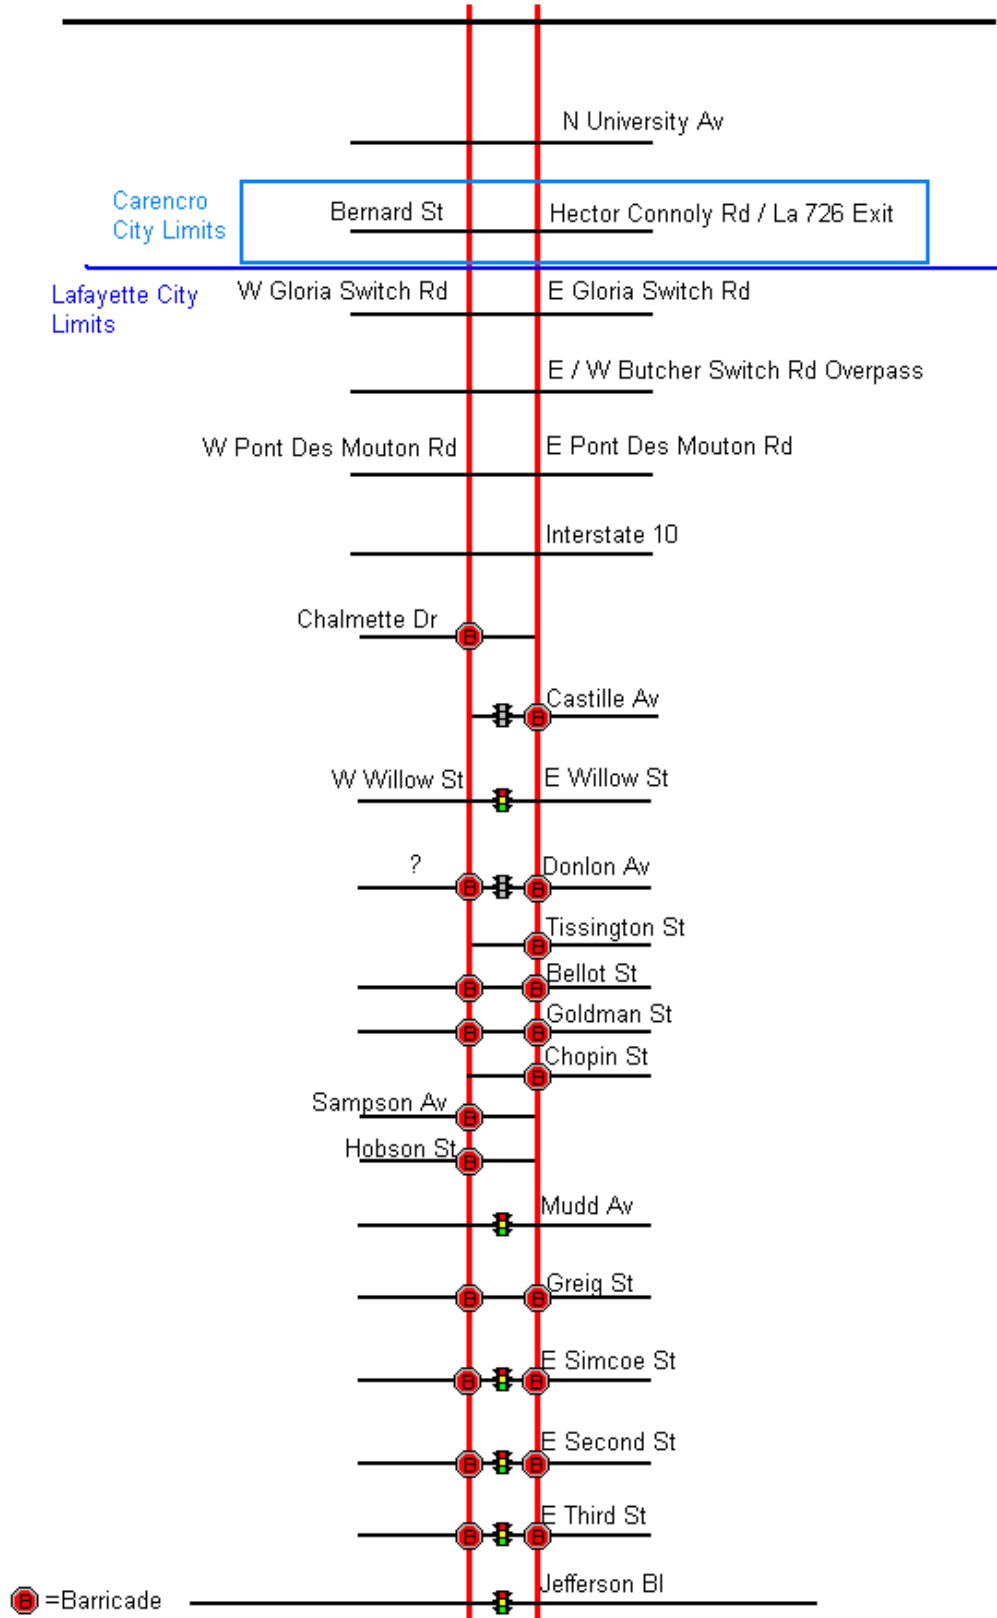 N University Av
Carencro
City Limits
Bernard St
Hector Connoly Rd / La 726 Exit
Lafayette City
Limits
W Gloria Switch Rd
E Gloria Switch Rd
E / W Butcher Switch Rd Overpass
W Pont Des Mouton Rd
E Pont Des Mouton Rd
Interstate 10
Chalmette Dr
B
Castille Av
B
W Willow St
E Willow St
?
Donlon Av
B
B
Tissington St
B
Bellot St
B
B
Goldman St
B
B
Chopin St
B
Sampson Av
B
Hobson St
B
Mudd Av
Greig St
B
B
E Simcoe St
B
B
E Second St
B
B
E Third St
B
B
Jefferson Bl
B =Barricade